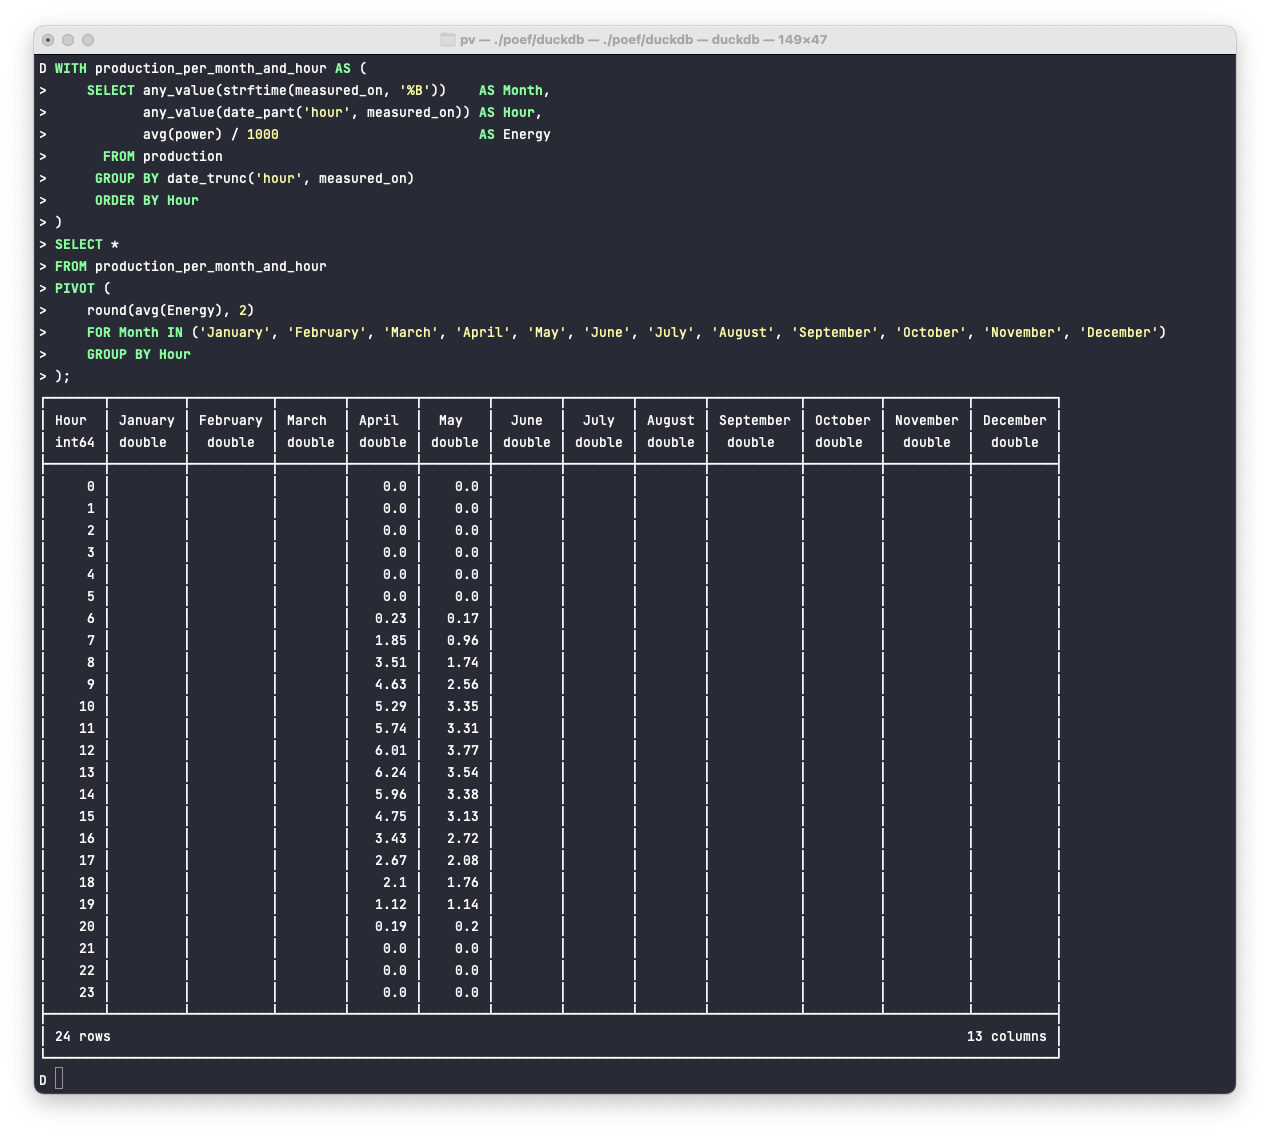 pv — ./poef/duckdb — ./poef/duckdb — duckdb — 149×47
D WITH production_per_month_and_hour AS (
>     SELECT any_value(strftime(measured_on, '%B'))    AS Month,
>            any_value(date_part('hour', measured_on)) AS Hour,
>            avg(power) / 1000                         AS Energy
>       FROM production
>      GROUP BY date_trunc('hour', measured_on)
>      ORDER BY Hour
> )
> SELECT *
> FROM production_per_month_and_hour
> PIVOT (
>     round(avg(Energy), 2)
>     FOR Month IN ('January', 'February', 'March', 'April', 'May', 'June', 'July', 'August', 'September', 'October', 'November', 'December')
>     GROUP BY Hour
> );
Hour January February March April May June July August September October November December
int64 double double double double double double double double double double double double
0 0.0 0.0
1 0.0 0.0
2 0.0 0.0
3 0.0 0.0
4 0.0 0.0
5 0.0 0.0
6 0.23 0.17
7 1.85 0.96
8 3.51 1.74
9 4.63 2.56
10 5.29 3.35
11 5.74 3.31
12 6.01 3.77
13 6.24 3.54
14 5.96 3.38
15 4.75 3.13
16 3.43 2.72
17 2.67 2.08
18 2.1 1.76
19 1.12 1.14
20 0.19 0.2
21 0.0 0.0
22 0.0 0.0
23 0.0 0.0
24 rows 13 columns
D